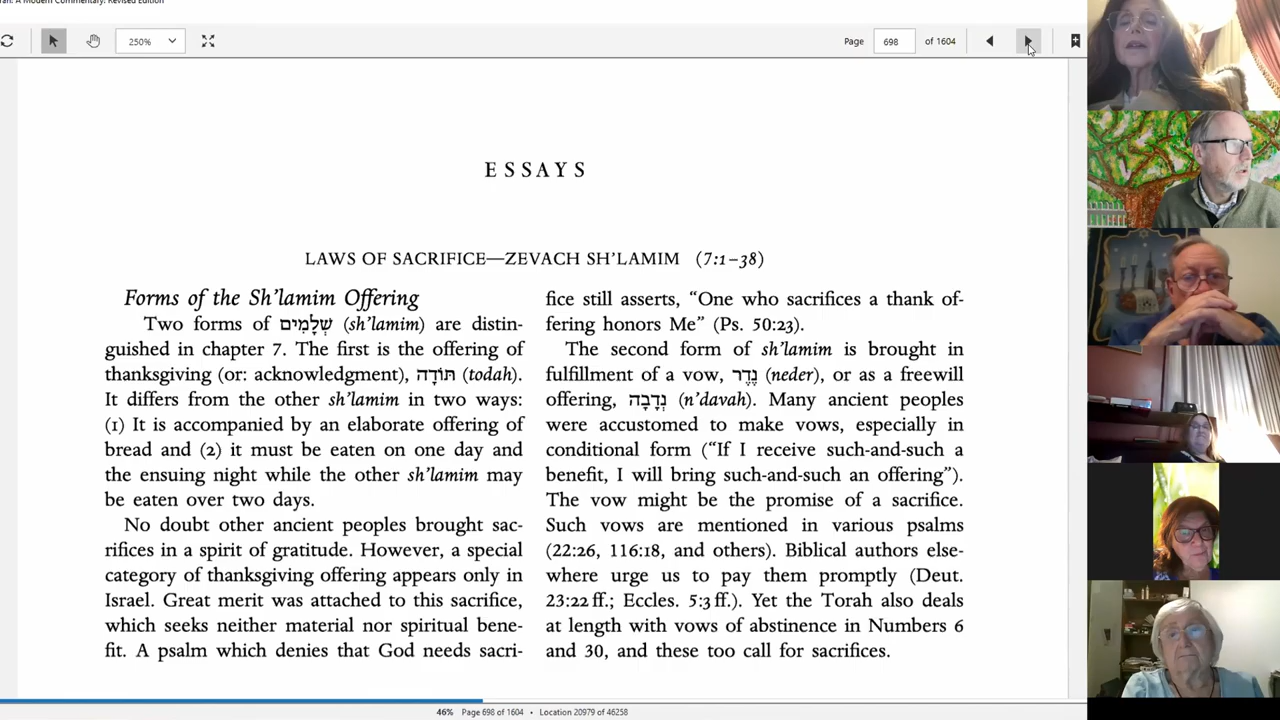 ran: A Modern Commentary: Revised Edition
250%
Page 698 of 1604
ESSAYS
LAWS OF SACRIFICE—ZEVACH SH'LAMIM (7:1–38)
Forms of the Sh'lamim Offering
Two forms of שְׁלָמִים (sh'lamim) are distin-
guished in chapter 7. The first is the offering of
thanksgiving (or: acknowledgment), תּוֹדָה (todah).
It differs from the other sh'lamim in two ways:
(1) It is accompanied by an elaborate offering of
bread and (2) it must be eaten on one day and
the ensuing night while the other sh'lamim may
be eaten over two days.
No doubt other ancient peoples brought sac-
rifices in a spirit of gratitude. However, a special
category of thanksgiving offering appears only in
Israel. Great merit was attached to this sacrifice,
which seeks neither material nor spiritual bene-
fit. A psalm which denies that God needs sacri-
fice still asserts, “One who sacrifices a thank of-
fering honors Me” (Ps. 50:23).
The second form of sh'lamim is brought in
fulfillment of a vow, נֶדֶר (neder), or as a freewill
offering, נְדָבָה (n'davah). Many ancient peoples
were accustomed to make vows, especially in
conditional form (“If I receive such-and-such a
benefit, I will bring such-and-such an offering”).
The vow might be the promise of a sacrifice.
Such vows are mentioned in various psalms
(22:26, 116:18, and others). Biblical authors else-
where urge us to pay them promptly (Deut.
23:22 ff.; Eccles. 5:3 ff.). Yet the Torah also deals
at length with vows of abstinence in Numbers 6
and 30, and these too call for sacrifices.
46% Page 698 of 1604 • Location 20979 of 46258